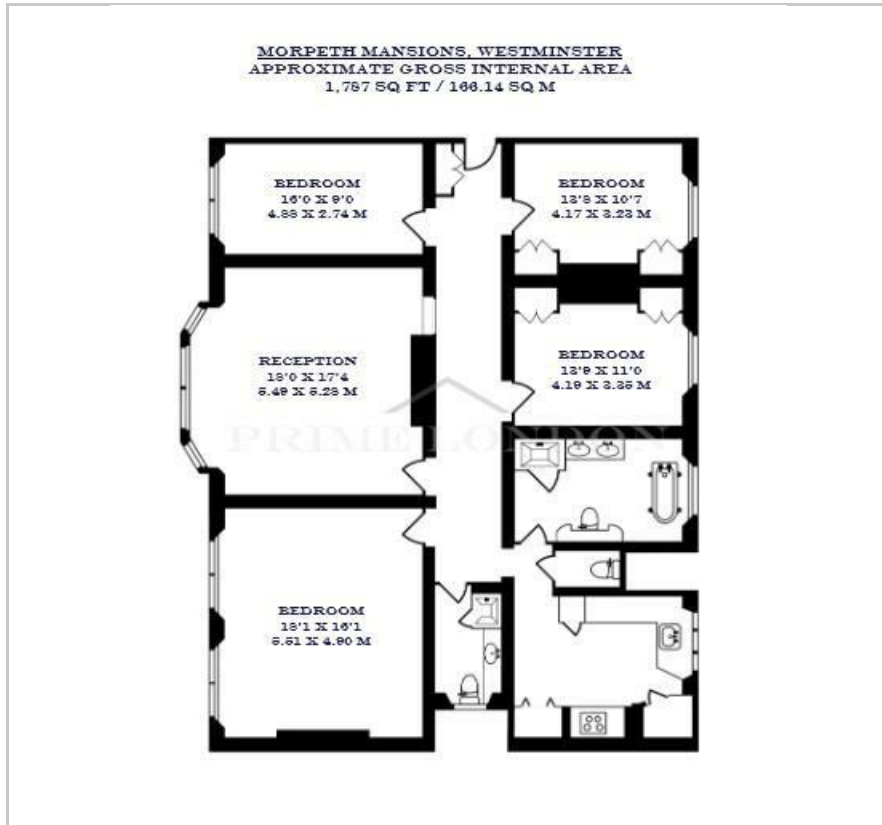 MORPETH MANSIONS, WESTMINSTER
APPROXIMATE GROSS INTERNAL AREA
1,787 SQ FT / 166.14 SQ M
BEDROOM
16'0 X 9'0
4.88 X 2.74 M
BEDROOM
13'8 X 10'7
4.17 X 3.23 M
RECEPTION
18'0 X 17'4
5.49 X 5.28 M
BEDROOM
13'9 X 11'0
4.19 X 3.35 M
PRIME LONDON
BEDROOM
18'1 X 16'1
5.51 X 4.90 M